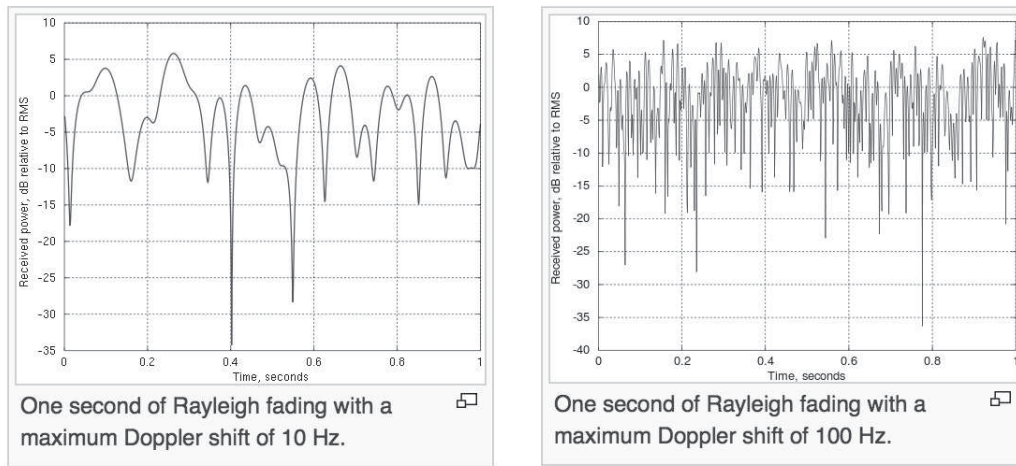 10
5
0
-5
-10
-15
-20
-25
-30
-35
Received power, dB relative to RMS
0 0.2 0.4 0.6 0.8 1
Time, seconds
One second of Rayleigh fading with a
maximum Doppler shift of 10 Hz.
10
5
0
-5
-10
-15
-20
-25
-30
-35
-40
Received power, dB relative to RMS
0 0.2 0.4 0.6 0.8 1
Time, seconds
One second of Rayleigh fading with a
maximum Doppler shift of 100 Hz.